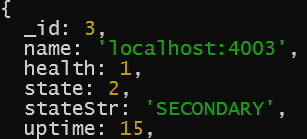 {
_id: 3,
name: 'localhost:4003',
health: 1,
state: 2,
stateStr: 'SECONDARY',
uptime: 15,